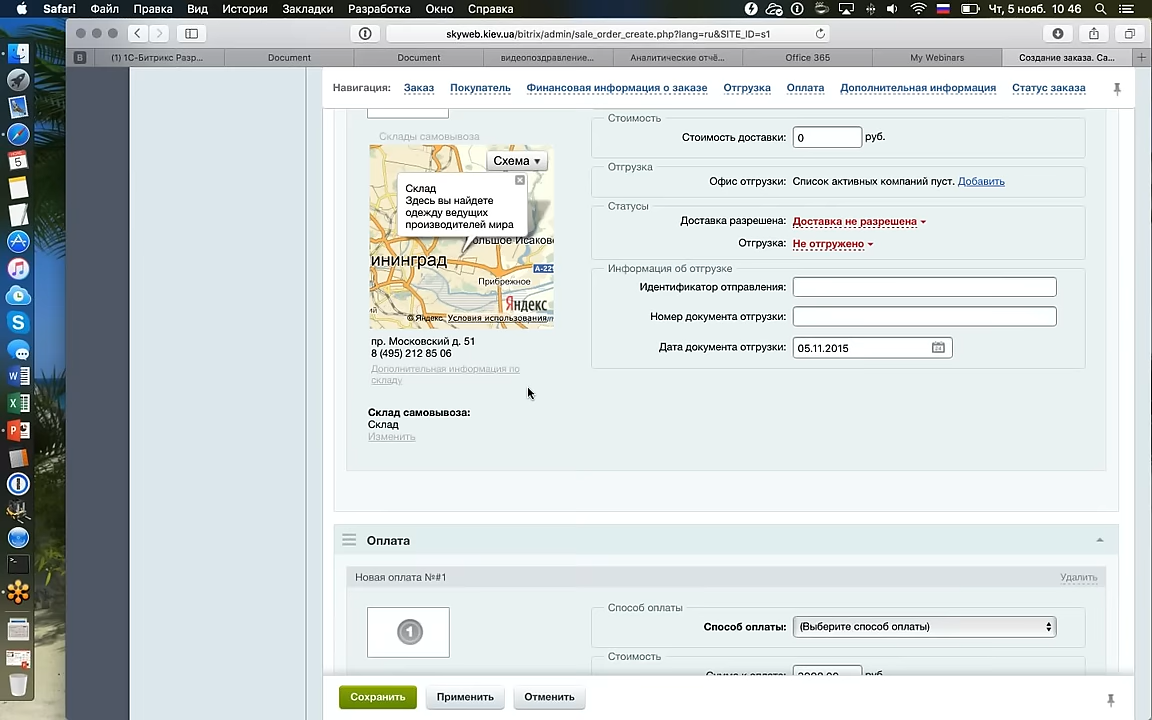 Safari Файл Правка Вид История Закладки Разработка Окно Справка Чт, 5 нояб. 10 46
skyweb.kiev.ua/bitrix/admin/sale_order_create.php?lang=ru&SITE_ID=s1
(1) 1С-Битрикс Разр... Document Document видеопоздравление... Аналитические отчё... Office 365 My Webinars Создание заказа. Са...
Навигация: Заказ Покупатель Финансовая информация о заказе Отгрузка Оплата Дополнительная информация Статус заказа
Стоимость
Склады самовывоза
Стоимость доставки: 0 руб.
Схема
Отгрузка
Офис отгрузки: Список активных компаний пуст. Добавить
Склад
Здесь вы найдете
одежду ведущих
производителей мира
Статусы
Доставка разрешена: Доставка не разрешена
Отгрузка: Не отгружено
ольшое Исаково
ининград
А-229
Прибрежное
Яндекс
© Яндекс Условия использования
Информация об отгрузке
Идентификатор отправления:
Номер документа отгрузки:
Дата документа отгрузки: 05.11.2015
пр. Московский д. 51
8 (495) 212 85 06
Дополнительная информация по
складу
Склад самовывоза:
Склад
Изменить
Оплата
Новая оплата №#1 Удалить
1
Способ оплаты
Способ оплаты: (Выберите способ оплаты)
Стоимость
Сохранить Применить Отменить